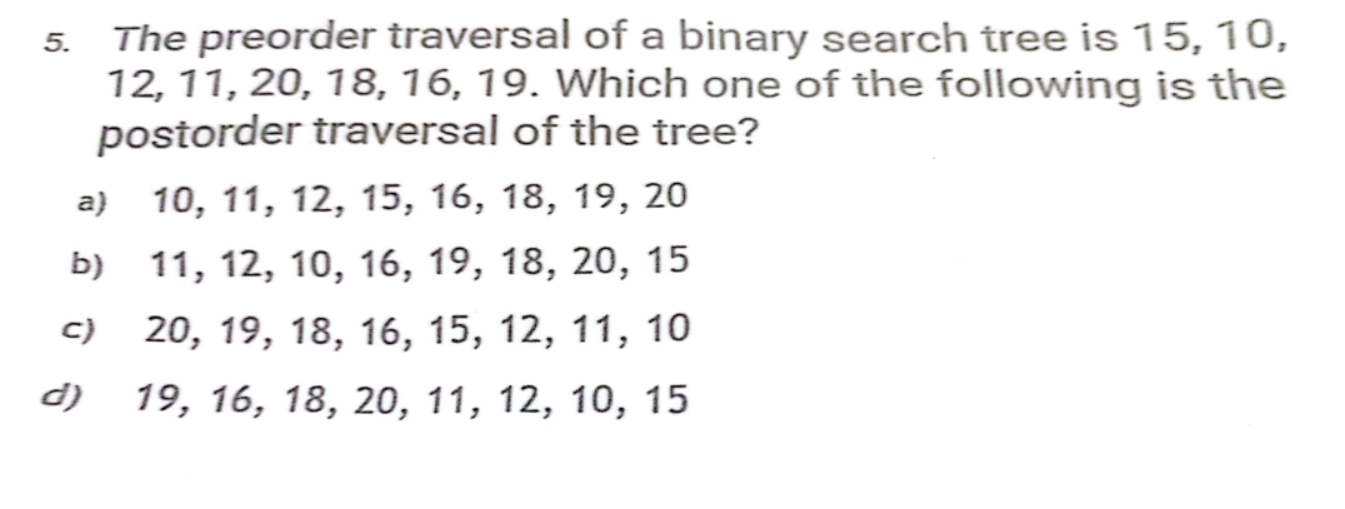 5. The preorder traversal of a binary search tree is 15, 10,
12, 11, 20, 18, 16, 19. Which one of the following is the
postorder traversal of the tree?
a) 10, 11, 12, 15, 16, 18, 19, 20
b) 11, 12, 10, 16, 19, 18, 20, 15
c) 20, 19, 18, 16, 15, 12, 11, 10
d) 19, 16, 18, 20, 11, 12, 10, 15